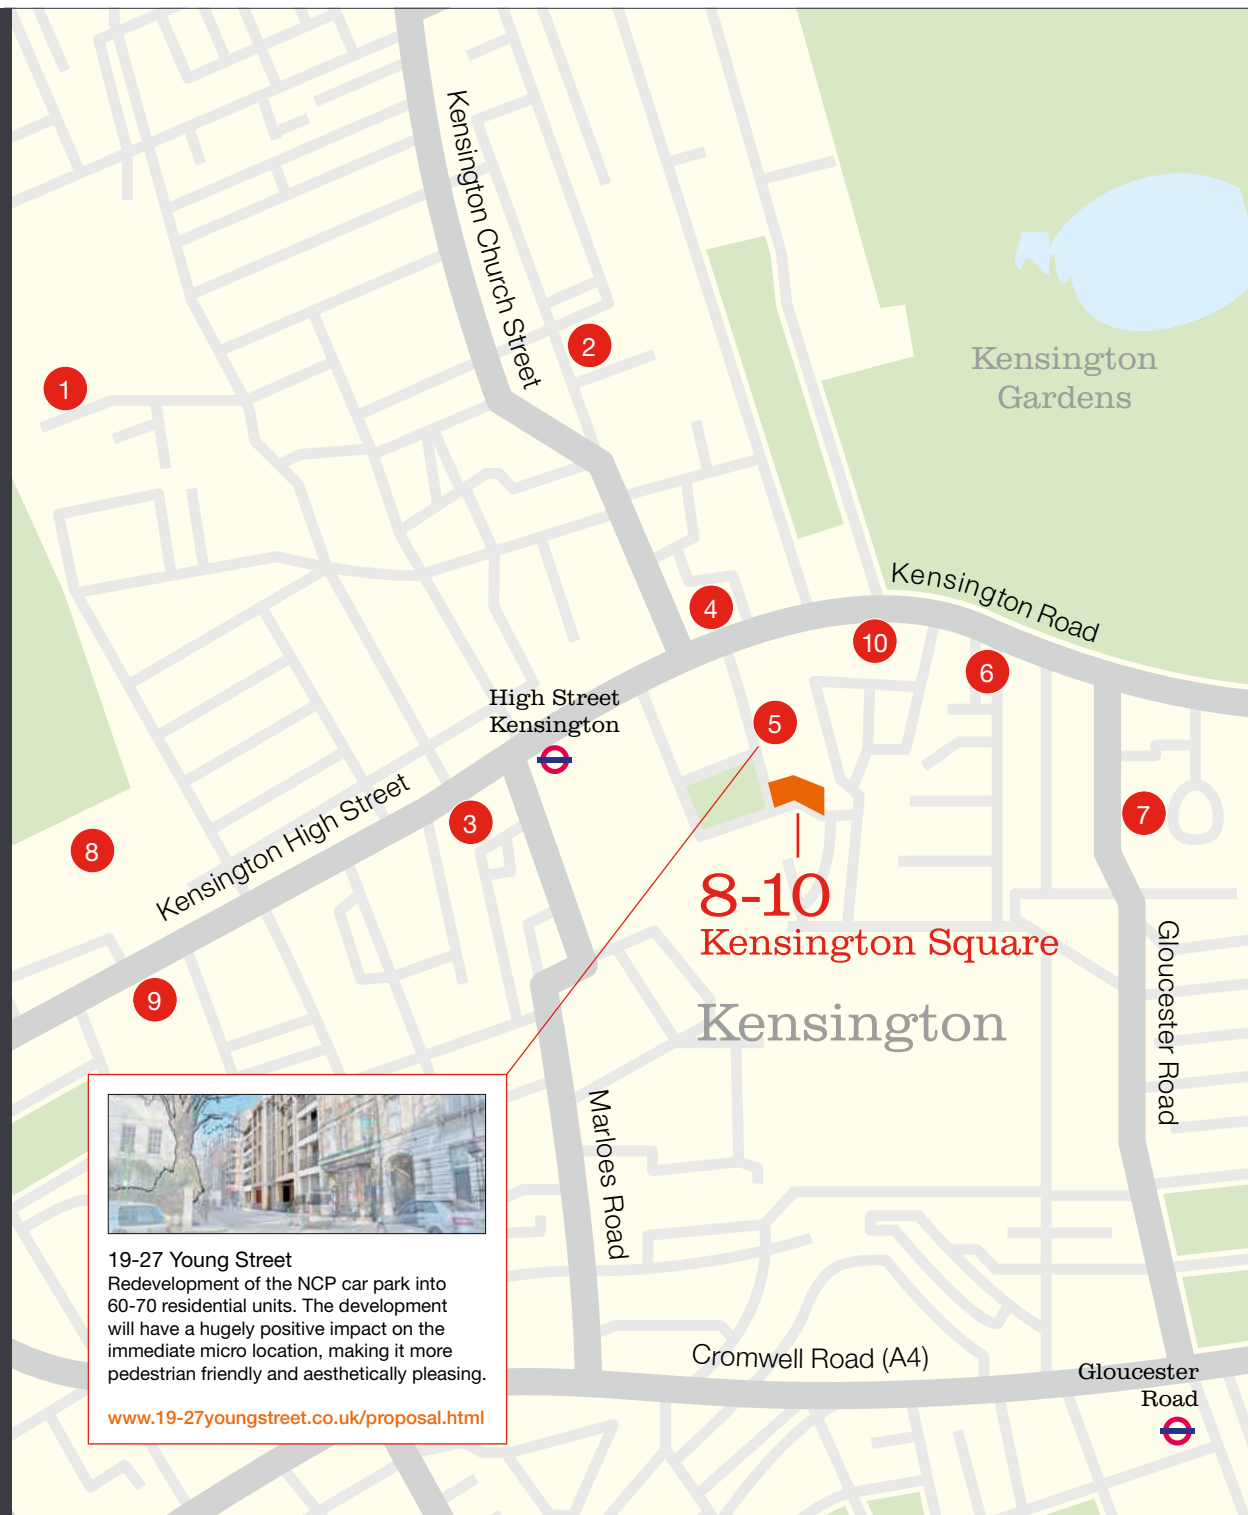 Kensington Church Street
2
1
Kensington
Gardens
Kensington Road
4
10
6
High Street
Kensington
5
7
3
8
Kensington High Street
8-10
Kensington Square
9
Kensington
Gloucester Road
Marloes Road
19-27 Young Street
Redevelopment of the NCP car park into
60-70 residential units. The development
will have a hugely positive impact on the
immediate micro location, making it more
pedestrian friendly and aesthetically pleasing.
www.19-27youngstreet.co.uk/proposal.html
Cromwell Road (A4)
Gloucester
Road